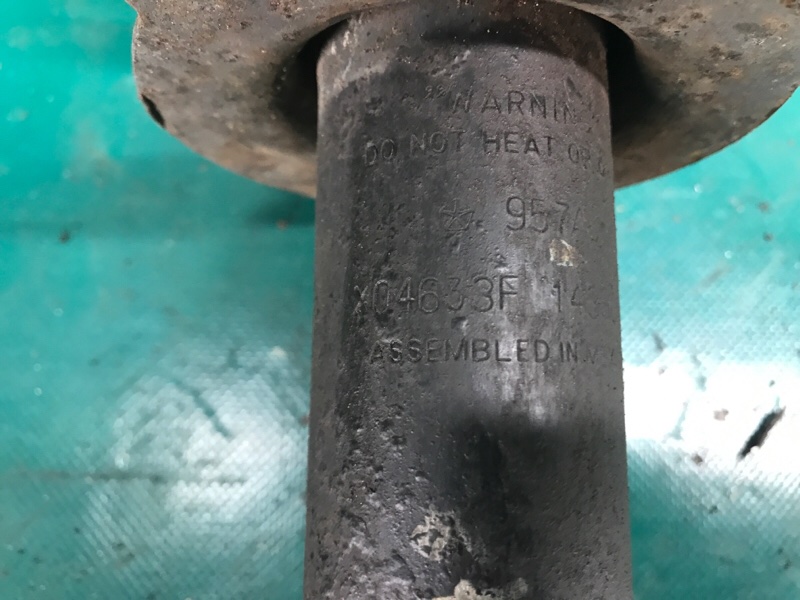 WARNIN
DO NOT HEAT OR
957
X04633F 14
ASSEMBLED IN